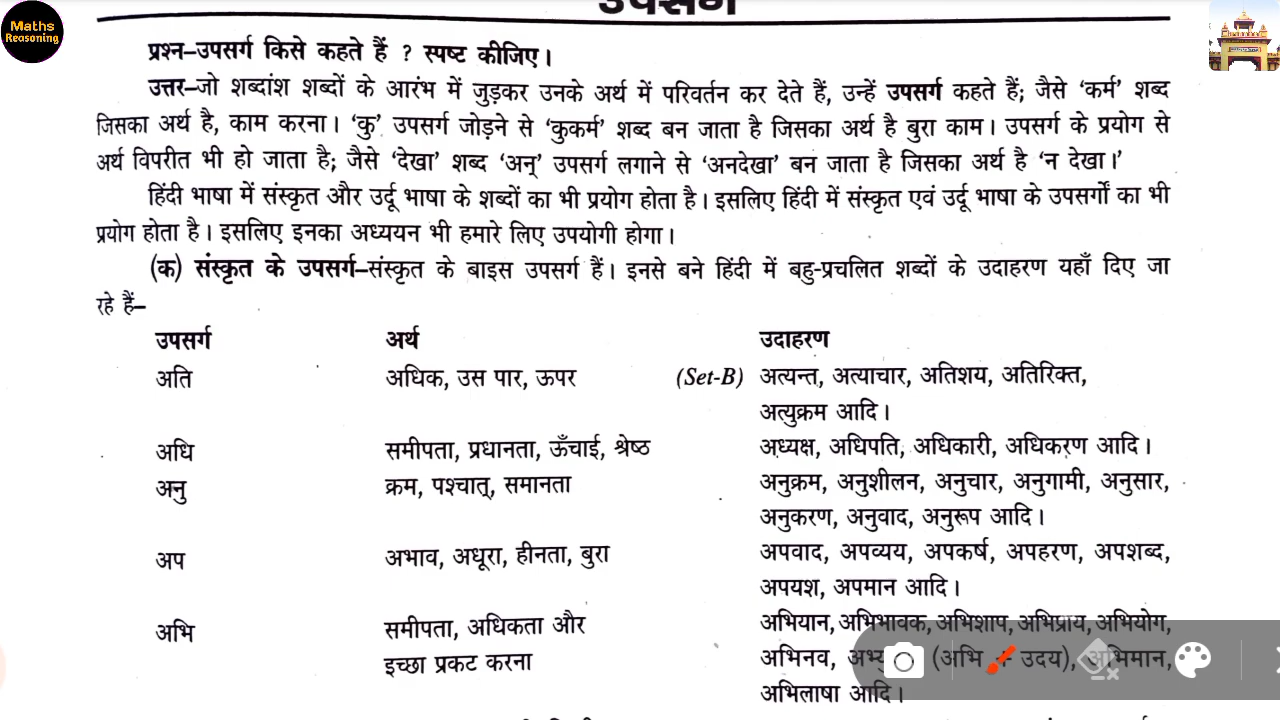 उपसर्ग
Maths
Reasoning
प्रश्न–उपसर्ग किसे कहते हैं ? स्पष्ट कीजिए।
उत्तर–जो शब्दांश शब्दों के आरंभ में जुड़कर उनके अर्थ में परिवर्तन कर देते हैं, उन्हें उपसर्ग कहते हैं; जैसे ‘कर्म’ शब्द
जिसका अर्थ है, काम करना। ‘कु’ उपसर्ग जोड़ने से ‘कुकर्म’ शब्द बन जाता है जिसका अर्थ है बुरा काम। उपसर्ग के प्रयोग से
अर्थ विपरीत भी हो जाता है; जैसे ‘देखा’ शब्द ‘अन्’ उपसर्ग लगाने से ‘अनदेखा’ बन जाता है जिसका अर्थ है ‘न देखा।’
हिंदी भाषा में संस्कृत और उर्दू भाषा के शब्दों का भी प्रयोग होता है। इसलिए हिंदी में संस्कृत एवं उर्दू भाषा के उपसर्गों का भी
प्रयोग होता है। इसलिए इनका अध्ययन भी हमारे लिए उपयोगी होगा।
(क) संस्कृत के उपसर्ग–संस्कृत के बाइस उपसर्ग हैं। इनसे बने हिंदी में बहु-प्रचलित शब्दों के उदाहरण यहाँ दिए जा
रहे हैं–
उपसर्ग अर्थ उदाहरण
अति अधिक, उस पार, ऊपर (Set-B) अत्यन्त, अत्याचार, अतिशय, अतिरिक्त,
अत्युक्रम आदि।
अधि समीपता, प्रधानता, ऊँचाई, श्रेष्ठ अध्यक्ष, अधिपति, अधिकारी, अधिकरण आदि।
अनु क्रम, पश्चात्, समानता अनुक्रम, अनुशीलन, अनुचार, अनुगामी, अनुसार,
अनुकरण, अनुवाद, अनुरूप आदि।
अप अभाव, अधूरा, हीनता, बुरा अपवाद, अपव्यय, अपकर्ष, अपहरण, अपशब्द,
अपयश, अपमान आदि।
अभि समीपता, अधिकता और अभियान, अभिभावक, अभिशाप, अभिप्राय, अभियोग,
इच्छा प्रकट करना अभिनव, (अभि + उदय), अभिमान,
अभिलाषा आदि।